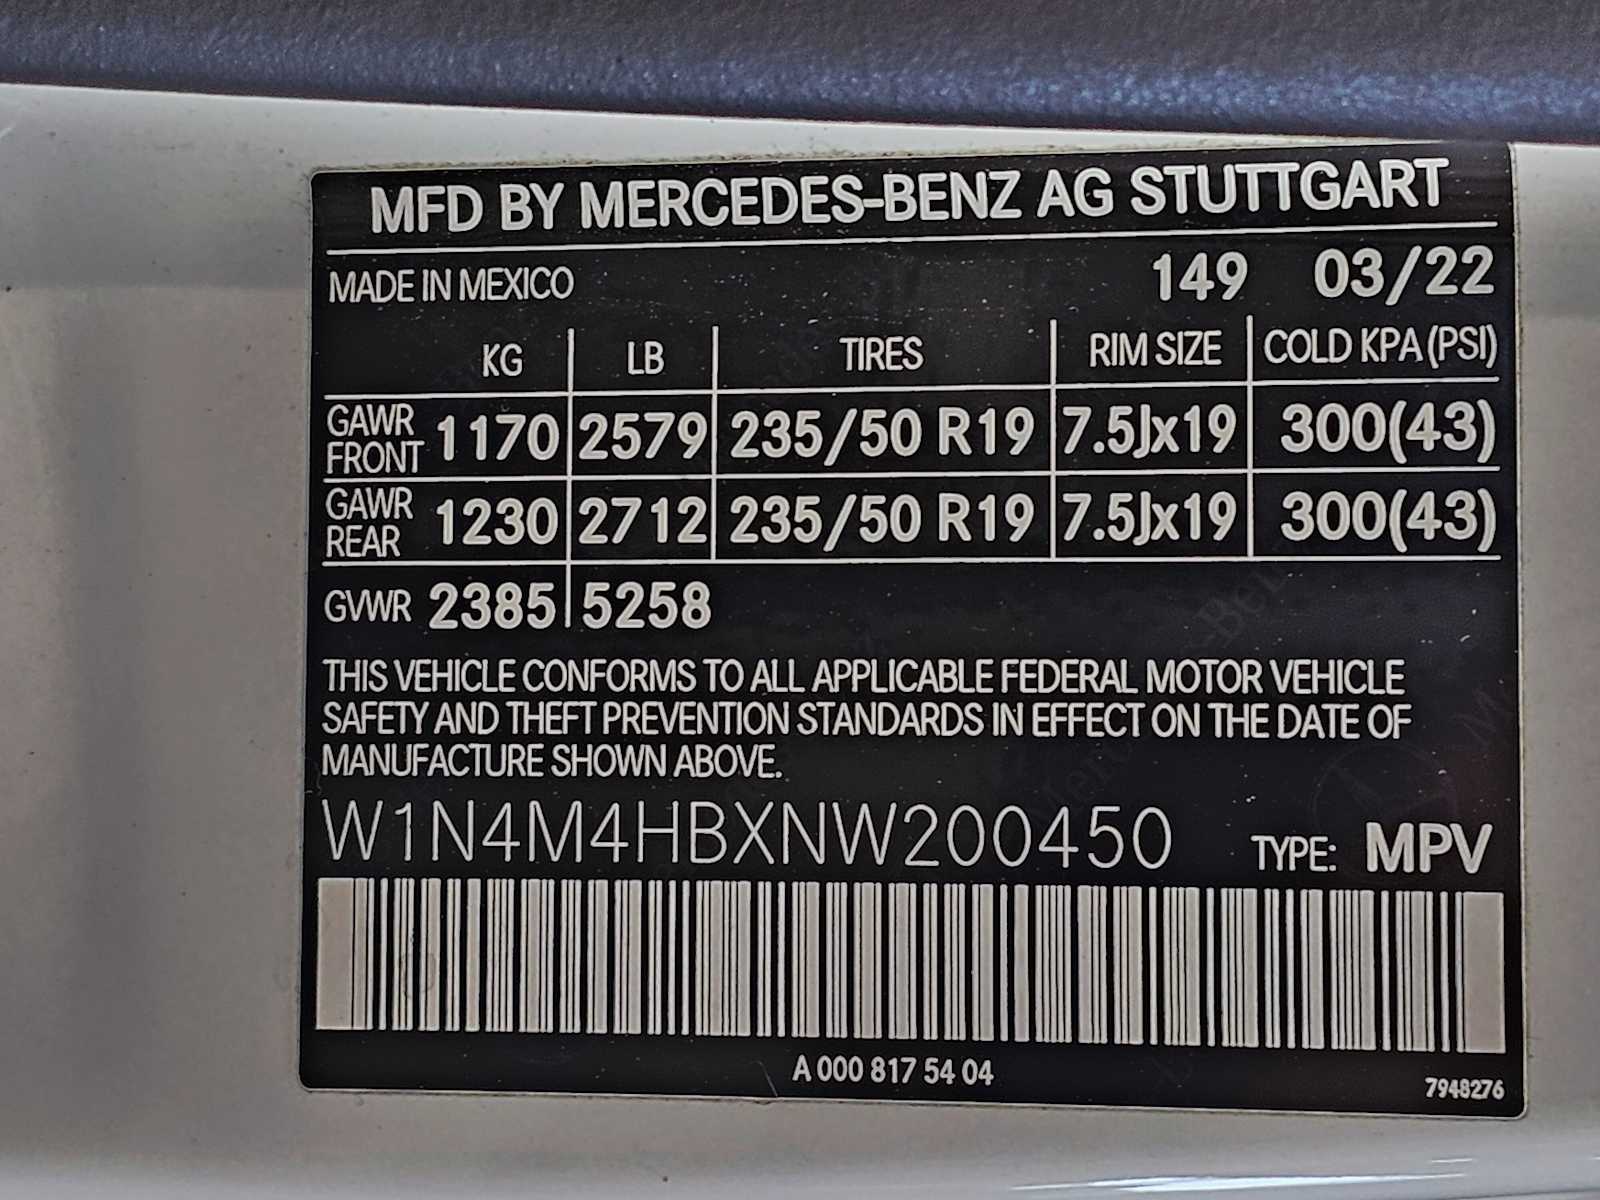 MFD BY MERCEDES-BENZ AG STUTTGART
MADE IN MEXICO 149 03/22
KG LB TIRES RIM SIZE COLD KPA (PSI)
GAWR FRONT 1170 2579 235/50 R19 7.5Jx19 300(43)
GAWR REAR 1230 2712 235/50 R19 7.5Jx19 300(43)
GVWR 2385 5258
THIS VEHICLE CONFORMS TO ALL APPLICABLE FEDERAL MOTOR VEHICLE
SAFETY AND THEFT PREVENTION STANDARDS IN EFFECT ON THE DATE OF
MANUFACTURE SHOWN ABOVE.
W1N4M4HBXNW200450 TYPE: MPV
A 000 817 54 04
7948276